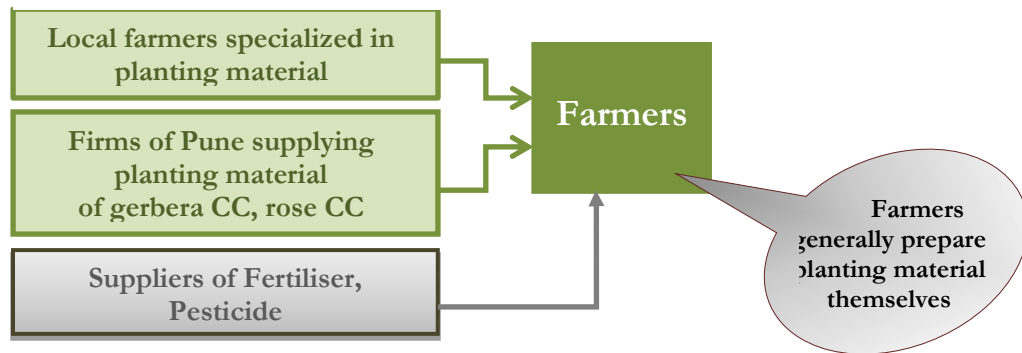 Local farmers specialized in
planting material
Firms of Pune supplying
planting material
of gerbera CC, rose CC
Suppliers of Fertiliser,
Pesticide
Farmers
Farmers
generally prepare
planting material
themselves